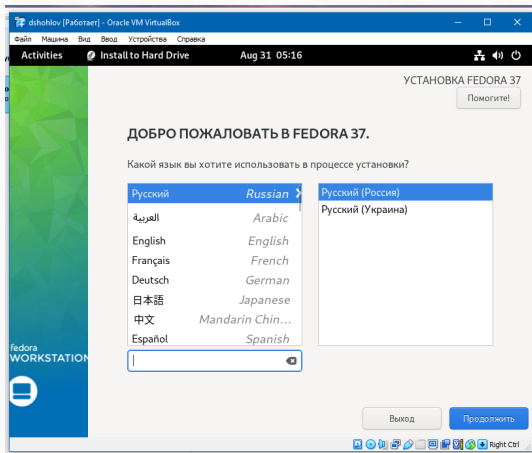 dshohlov [Работает] - Oracle VM VirtualBox
Файл Машина Вид Ввод Устройства Справка
Activities Install to Hard Drive Aug 31 05:16
УСТАНОВКА FEDORA 37
Помогите!
ДОБРО ПОЖАЛОВАТЬ В FEDORA 37.
Какой язык вы хотите использовать в процессе установки?
Русский Russian
العربية Arabic
English English
Français French
Deutsch German
日本語 Japanese
中文 Mandarin Chin...
Español Spanish
Русский (Россия)
Русский (Украина)
fedora
WORKSTATION
Выход
Продолжить
Right Ctrl